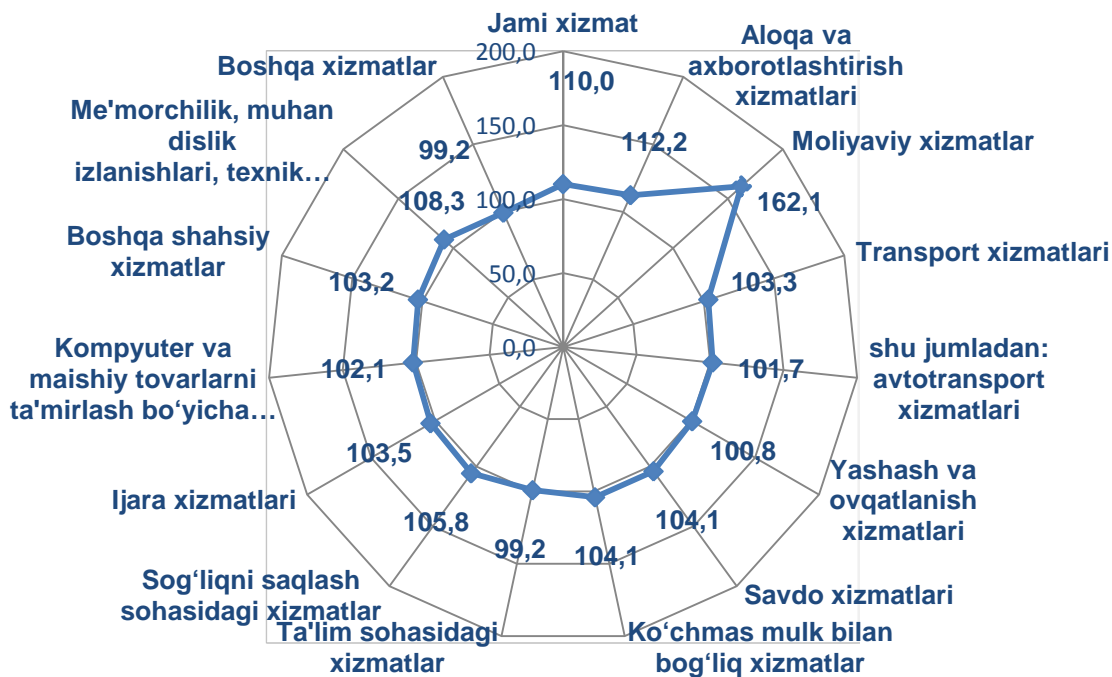 Jami xizmat
Aloqa va
axborotlashtirish
xizmatlari
Moliyaviy xizmatlar
Transport xizmatlari
shu jumladan:
avtotransport
xizmatlari
Yashash va
ovqatlanish
xizmatlari
Savdo xizmatlari
Ko‘chmas mulk bilan
bog‘liq xizmatlar
Ta'lim sohasidagi
xizmatlar
Sog‘liqni saqlash
sohasidagi xizmatlar
Ijara xizmatlari
Kompyuter va
maishiy tovarlarni
ta'mirlash bo‘yicha…
Boshqa shahsiy
xizmatlar
Me'morchilik, muhan
dislik
izlanishlari, texnik…
Boshqa xizmatlar
200,0
150,0
100,0
50,0
0,0
110,0
112,2
162,1
103,3
101,7
100,8
104,1
104,1
99,2
105,8
103,5
102,1
103,2
108,3
99,2